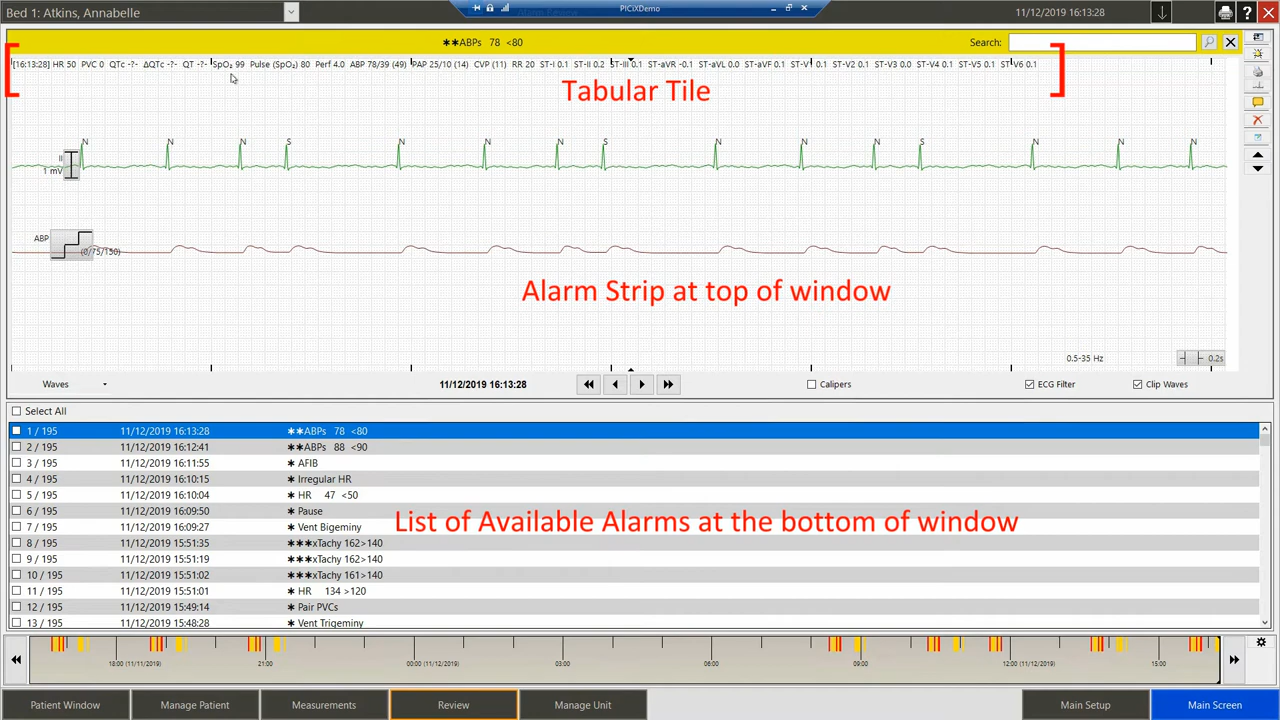 Bed 1: Atkins, Annabelle
PICiXDemo
11/12/2019 16:13:28
✱✱ABPs 78 <80
Search:
[16:13:28] HR 50 PVC 0 QTc -?- ΔQTc -?- QT -?- SpO₂ 99 Pulse (SpO₂) 80 Perf 4.0 ABP 78/39 (49) PAP 25/10 (14) CVP (11) RR 20 ST-I 0.1 ST-II 0.2 ST-III 0.1 ST-aVR -0.1 ST-aVL 0.0 ST-aVF 0.1 ST-V 0.1 ST-V2 0.1 ST-V3 0.0 ST-V4 0.1 ST-V5 0.1 ST-V6 0.1
Tabular Tile
N N N S N N N S N N N S N N N
II
1 mV
ABP
(0/75/150)
Alarm Strip at top of window
0.5-35 Hz
0.2s
Waves
11/12/2019 16:13:28
Calipers
ECG Filter
Clip Waves
Select All
1 / 195 11/12/2019 16:13:28 ✱✱ABPs 78 <80
2 / 195 11/12/2019 16:12:41 ✱✱ABPs 88 <90
3 / 195 11/12/2019 16:11:55 ✱ AFIB
4 / 195 11/12/2019 16:10:15 ✱ Irregular HR
5 / 195 11/12/2019 16:10:04 ✱ HR 47 <50
6 / 195 11/12/2019 16:09:50 ✱ Pause
7 / 195 11/12/2019 16:09:27 ✱ Vent Bigeminy
List of Available Alarms at the bottom of window
8 / 195 11/12/2019 15:51:35 ✱✱✱xTachy 162>140
9 / 195 11/12/2019 15:51:19 ✱✱✱xTachy 162>140
10 / 195 11/12/2019 15:51:02 ✱✱✱xTachy 161>140
11 / 195 11/12/2019 15:51:01 ✱ HR 134 >120
12 / 195 11/12/2019 15:49:14 ✱ Pair PVCs
13 / 195 11/12/2019 15:48:28 ✱ Vent Trigeminy
18:00 (11/11/2019) 21:00 00:00 (11/12/2019) 03:00 06:00 09:00 12:00 (11/12/2019) 15:00
Patient Window
Manage Patient
Measurements
Review
Manage Unit
Main Setup
Main Screen